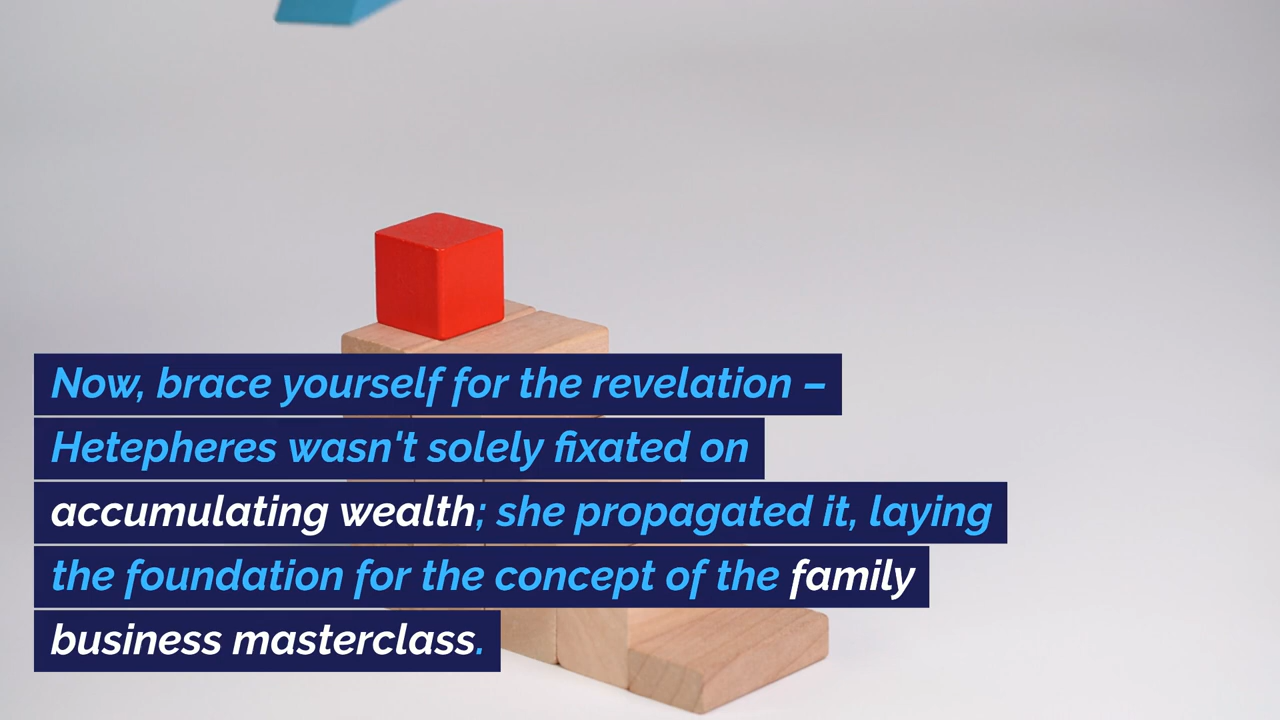 Now, brace yourself for the revelation –
Hetepheres wasn't solely fixated on
accumulating wealth; she propagated it, laying
the foundation for the concept of the family
business masterclass.